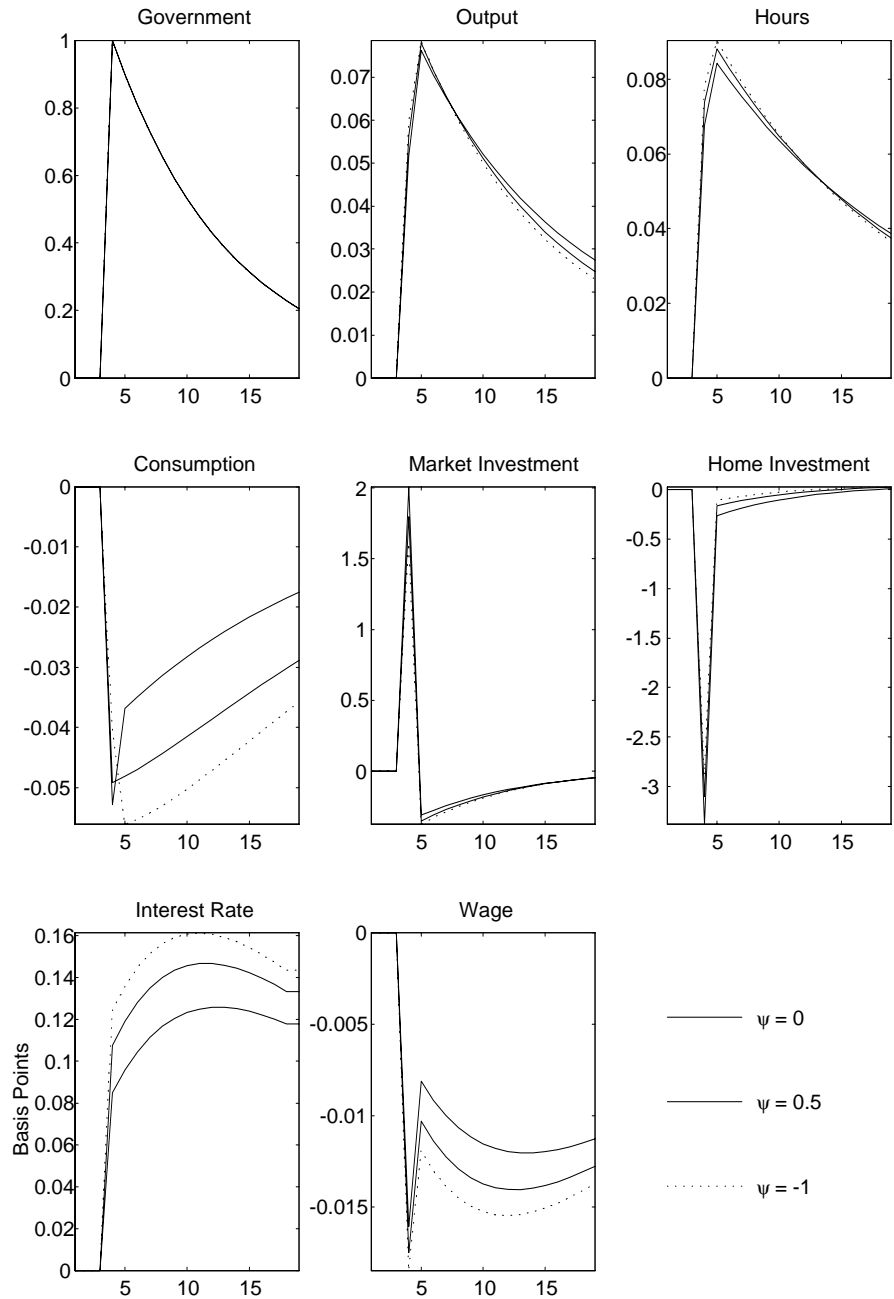 Government
Output
Hours
1
0.8
0.6
0.4
0.2
0
5 10 15
0.07
0.06
0.05
0.04
0.03
0.02
0.01
0
5 10 15
0.08
0.06
0.04
0.02
0
5 10 15
Consumption
Market Investment
Home Investment
0
-0.01
-0.02
-0.03
-0.04
-0.05
5 10 15
2
1.5
1
0.5
0
5 10 15
0
-0.5
-1
-1.5
-2
-2.5
-3
5 10 15
Interest Rate
Wage
Basis Points
0.16
0.14
0.12
0.1
0.08
0.06
0.04
0.02
0
5 10 15
0
-0.005
-0.01
-0.015
5 10 15
ψ = 0
ψ = 0.5
ψ = -1